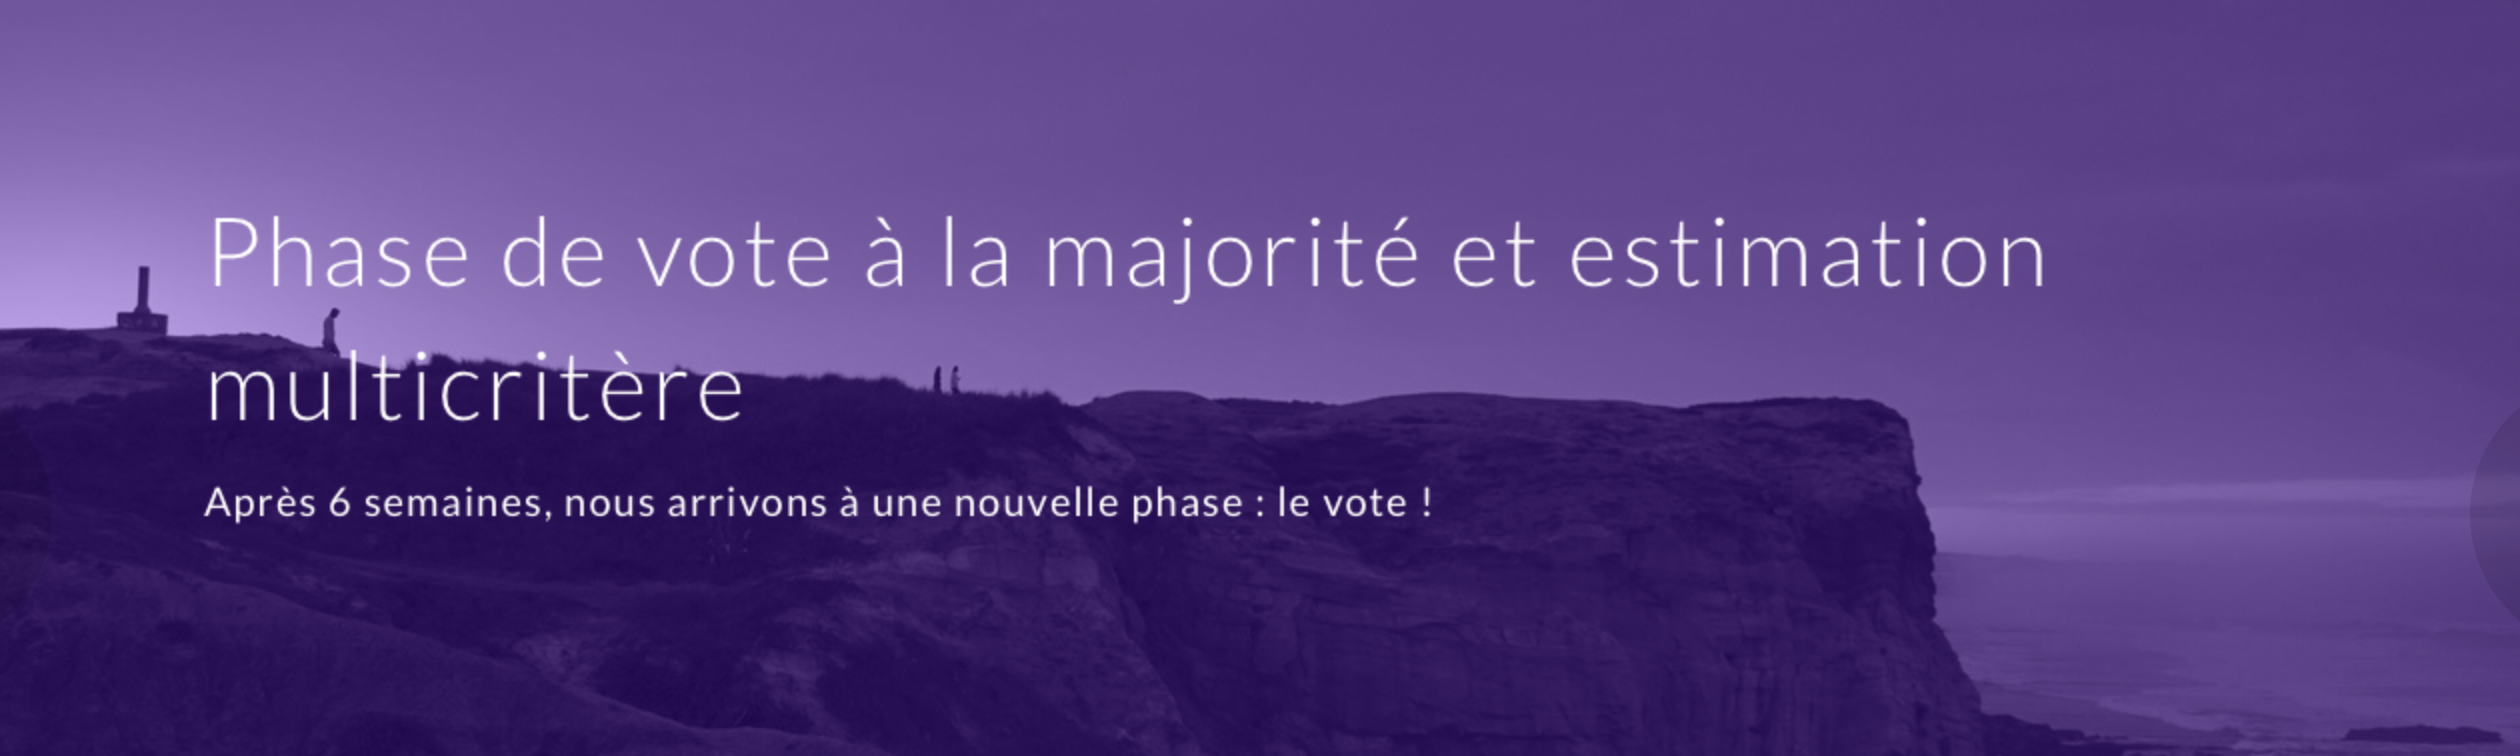 Phase de vote à la majorité et estimation
multicritère
Après 6 semaines, nous arrivons à une nouvelle phase : le vote !